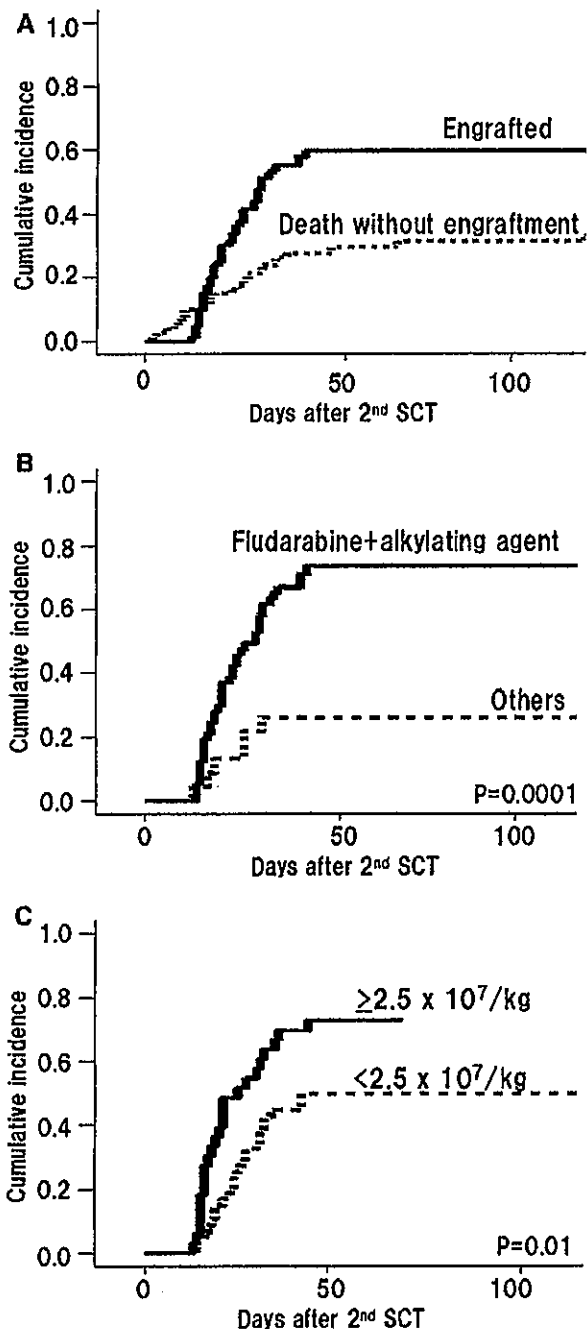 A
1.0
0.8
0.6
0.4
0.2
0.0
Cumulative incidence
Engrafted
Death without engraftment
0 50 100
Days after 2nd SCT
B
1.0
0.8
0.6
0.4
0.2
0.0
Cumulative incidence
Fludarabine+alkylating agent
Others
P=0.0001
0 50 100
Days after 2nd SCT
C
1.0
0.8
0.6
0.4
0.2
0.0
Cumulative incidence
≥2.5 x 10⁷/kg
<2.5 x 10⁷/kg
P=0.01
0 50 100
Days after 2nd SCT